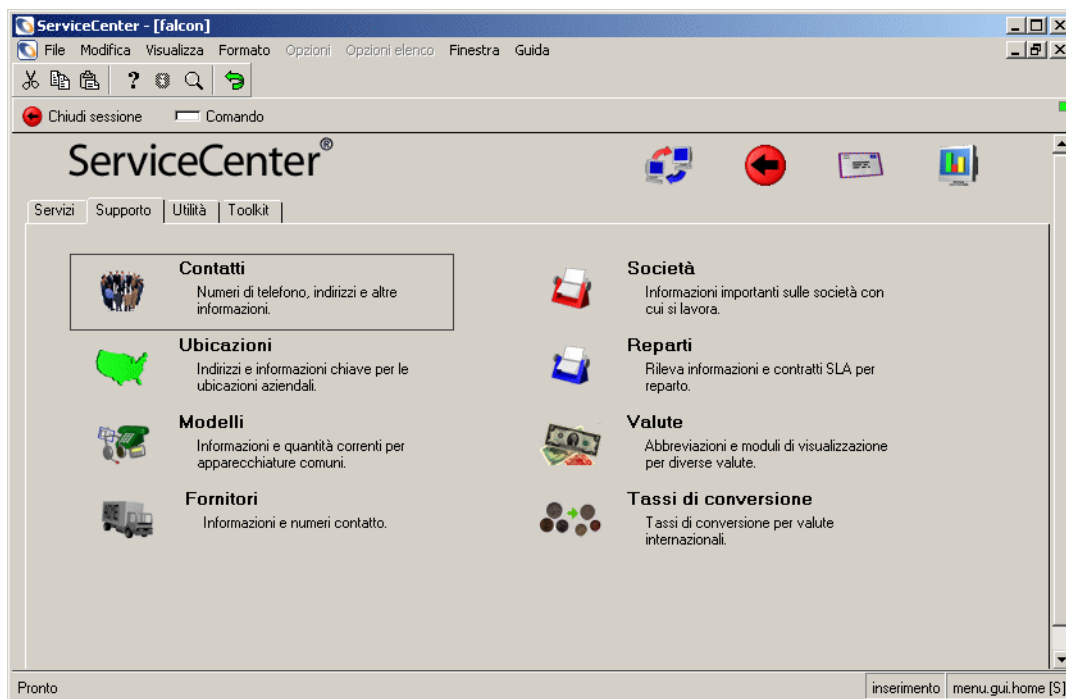 ServiceCenter - [falcon]
File Modifica Visualizza Formato Opzioni Opzioni elenco Finestra Guida
Chiudi sessione Comando
ServiceCenter®
Servizi Supporto Utilità Toolkit
Contatti
Numeri di telefono, indirizzi e altre
informazioni.
Società
Informazioni importanti sulle società con
cui si lavora.
Ubicazioni
Indirizzi e informazioni chiave per le
ubicazioni aziendali.
Reparti
Rileva informazioni e contratti SLA per
reparto.
Modelli
Informazioni e quantità correnti per
apparecchiature comuni.
Valute
Abbreviazioni e moduli di visualizzazione
per diverse valute.
Fornitori
Informazioni e numeri contatto.
Tassi di conversione
Tassi di conversione per valute
internazionali.
Pronto inserimento menu.gui.home [S]